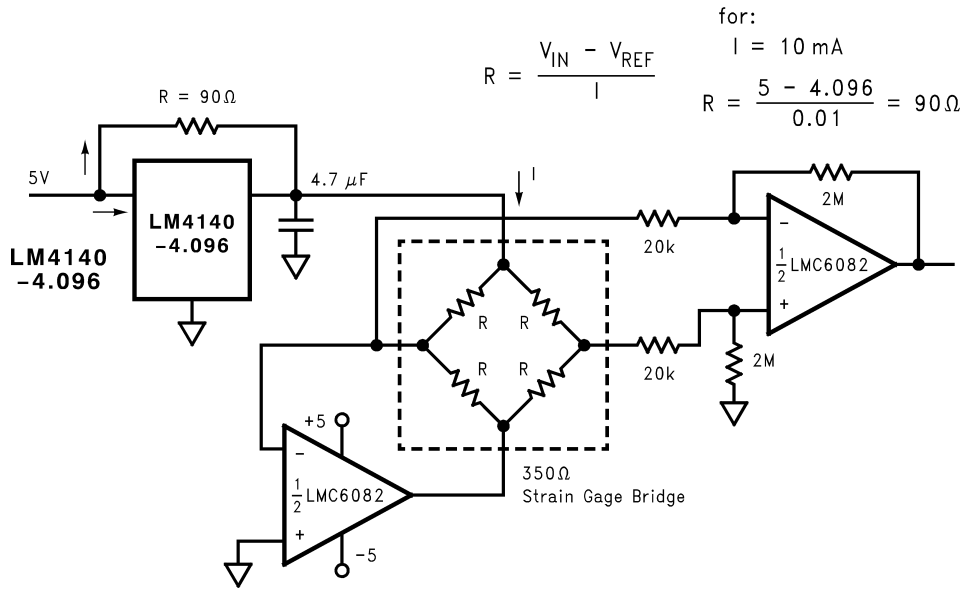 for:
I = 10 mA
R = (V_IN − V_REF) / I
R = (5 − 4.096) / 0.01 = 90Ω
R = 90Ω
5V
4.7 µF
I
LM4140
−4.096
LM4140
−4.096
20k
2M
−
1/2 LMC6082
+
20k
2M
R
R
R
R
+5
−
1/2 LMC6082
+
−5
350Ω
Strain Gage Bridge